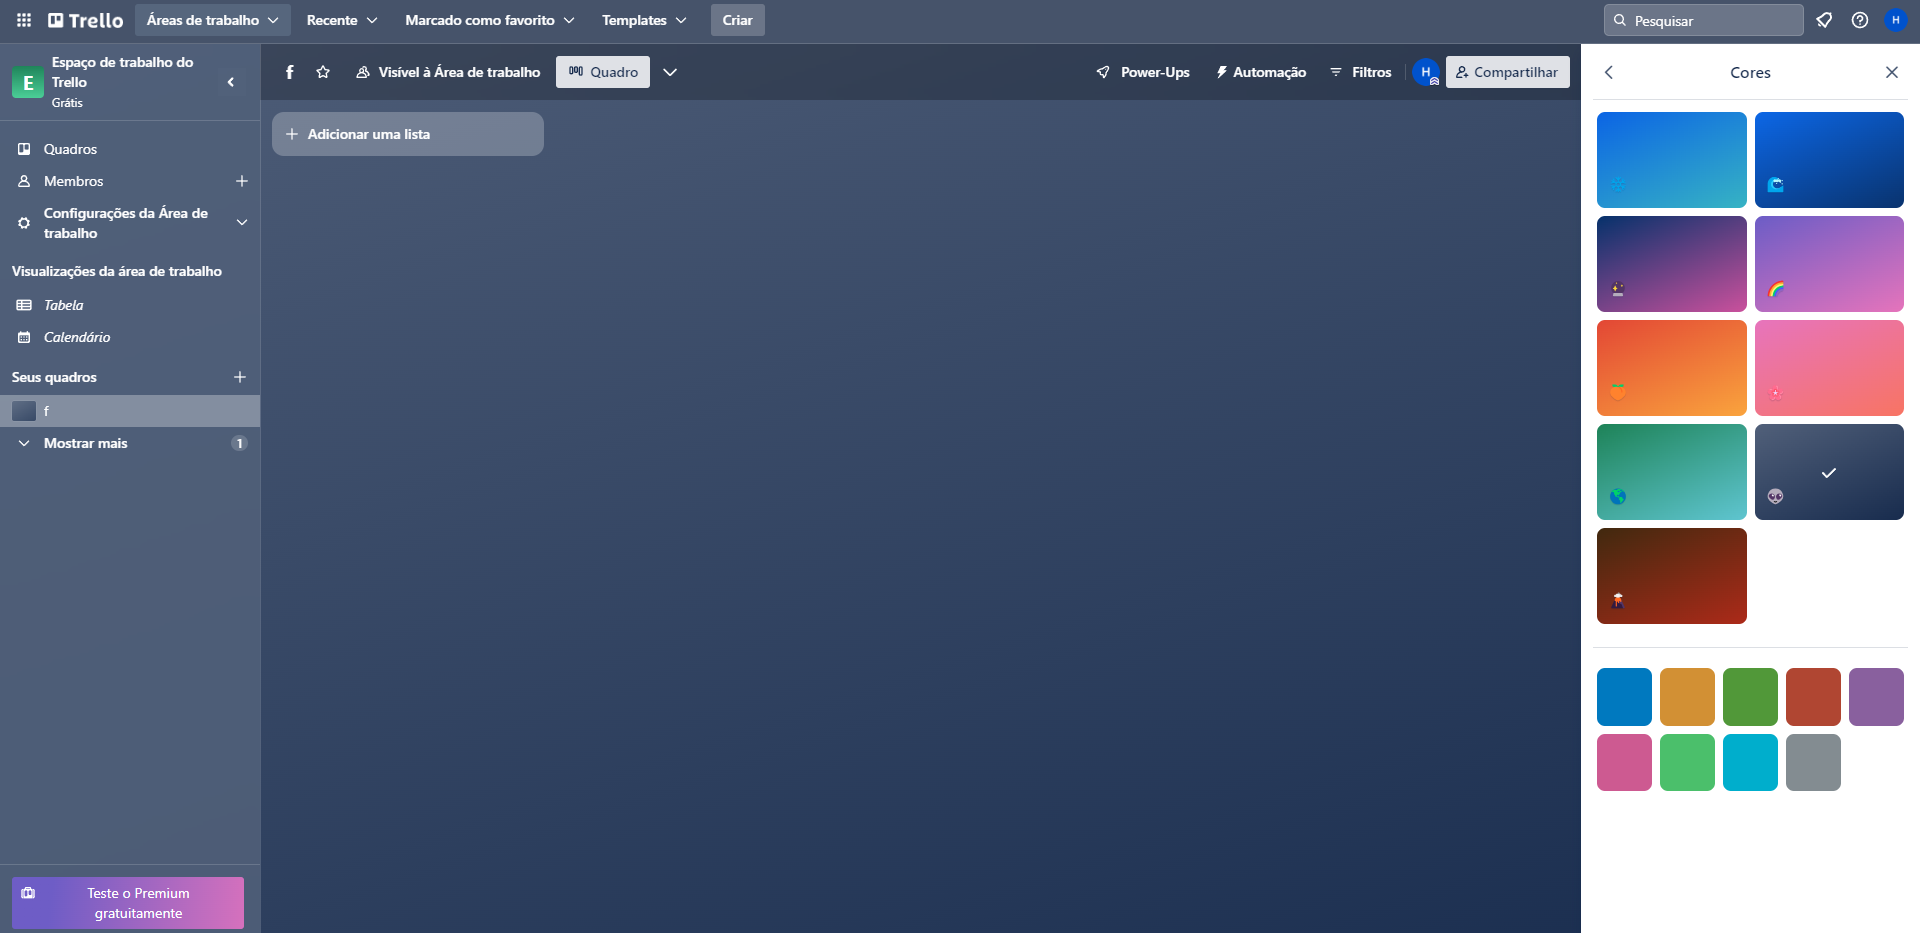 Trello
Áreas de trabalho
Recente
Marcado como favorito
Templates
Criar
Pesquisar
H
E
Espaço de trabalho do
Trello
Grátis
f
Visível à Área de trabalho
Quadro
Power-Ups
Automação
Filtros
H
Compartilhar
Cores
Adicionar uma lista
Quadros
Membros
Configurações da Área de
trabalho
Visualizações da área de trabalho
Tabela
Calendário
Seus quadros
f
Mostrar mais
1
Teste o Premium
gratuitamente